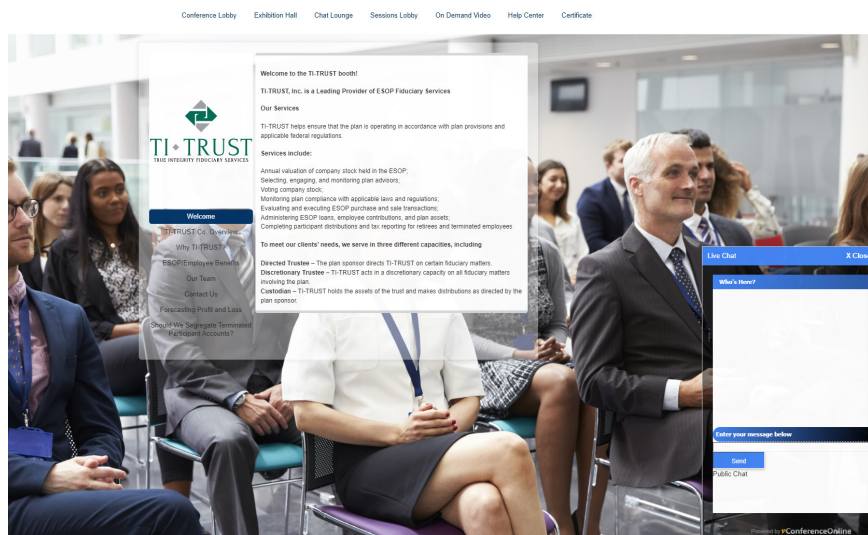 Conference Lobby Exhibition Hall Chat Lounge Sessions Lobby On Demand Video Help Center Certificate
TI TRUST
TRUE INTEGRITY FIDUCIARY SERVICES
Welcome
TI-TRUST Co. Overview
Why TI-TRUST
ESOP/Employee Benefits
Our Team
Contact Us
Forecasting Profit and Loss
Should We Segregate Terminated
Participant Accounts?
Welcome to the TI-TRUST booth!
TI-TRUST, Inc. is a Leading Provider of ESOP Fiduciary Services
Our Services
TI-TRUST helps ensure that the plan is operating in accordance with plan provisions and
applicable federal regulations.
Services include:
Annual valuation of company stock held in the ESOP;
Selecting, engaging, and monitoring plan advisors;
Voting company stock;
Monitoring plan compliance with applicable laws and regulations;
Evaluating and executing ESOP purchase and sale transactions;
Administering ESOP loans, employee contributions, and plan assets;
Completing participant distributions and tax reporting for retirees and terminated employees
To meet our clients' needs, we serve in three different capacities, including
Directed Trustee – The plan sponsor directs TI-TRUST on certain fiduciary matters.
Discretionary Trustee – TI-TRUST acts in a discretionary capacity on all fiduciary matters
involving the plan.
Custodian – TI-TRUST holds the assets of the trust and makes distributions as directed by the
plan sponsor.
Live Chat X Close
Who's Here?
Enter your message below
Send
Public Chat
Powered by vConferenceOnline